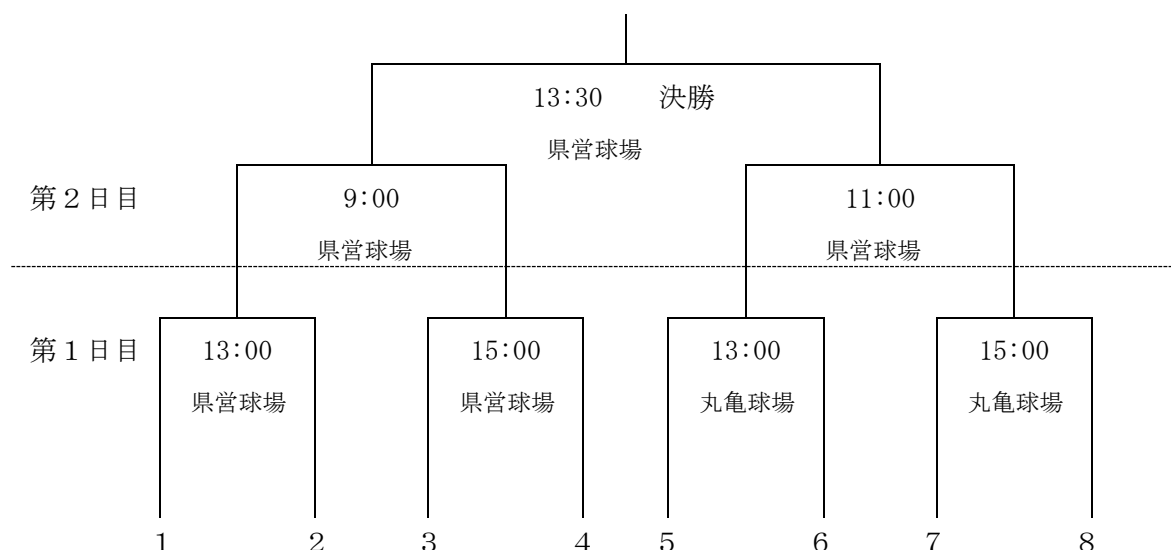 13:30　決勝
県営球場
第２日目　9:00　11:00
県営球場　県営球場
第１日目　13:00　15:00　13:00　15:00
県営球場　県営球場　丸亀球場　丸亀球場
1　2　3　4　5　6　7　8